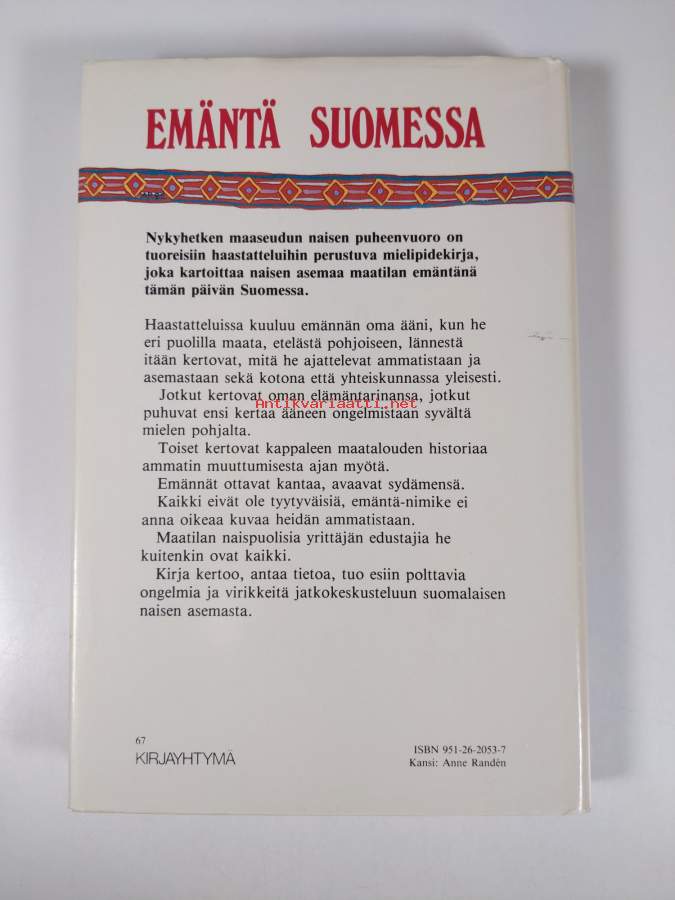 EMÄNTÄ SUOMESSA
Nykyhetken maaseudun naisen puheenvuoro on
tuoreisiin haastatteluihin perustuva mielipidekirja,
joka kartoittaa naisen asemaa maatilan emäntänä
tämän päivän Suomessa.
Haastatteluissa kuuluu emännän oma ääni, kun he
eri puolilla maata, etelästä pohjoiseen, lännestä
itään kertovat, mitä he ajattelevat ammatistaan ja
asemastaan sekä kotona että yhteiskunnassa yleisesti.
Jotkut kertovat oman elämäntarinansa, jotkut
Antikvariaatti.net
puhuvat ensi kertaa ääneen ongelmistaan syvältä
mielen pohjalta.
Toiset kertovat kappaleen maatalouden historiaa
ammatin muuttumisesta ajan myötä.
Emännät ottavat kantaa, avaavat sydämensä.
Kaikki eivät ole tyytyväisiä, emäntä-nimike ei
anna oikeaa kuvaa heidän ammatistaan.
Maatilan naispuolisia yrittäjän edustajia he
kuitenkin ovat kaikki.
Kirja kertoo, antaa tietoa, tuo esiin polttavia
ongelmia ja virikkeitä jatkokeskusteluun suomalaisen
naisen asemasta.
67
KIRJAYHTYMÄ
ISBN 951-26-2053-7
Kansi: Anne Randén